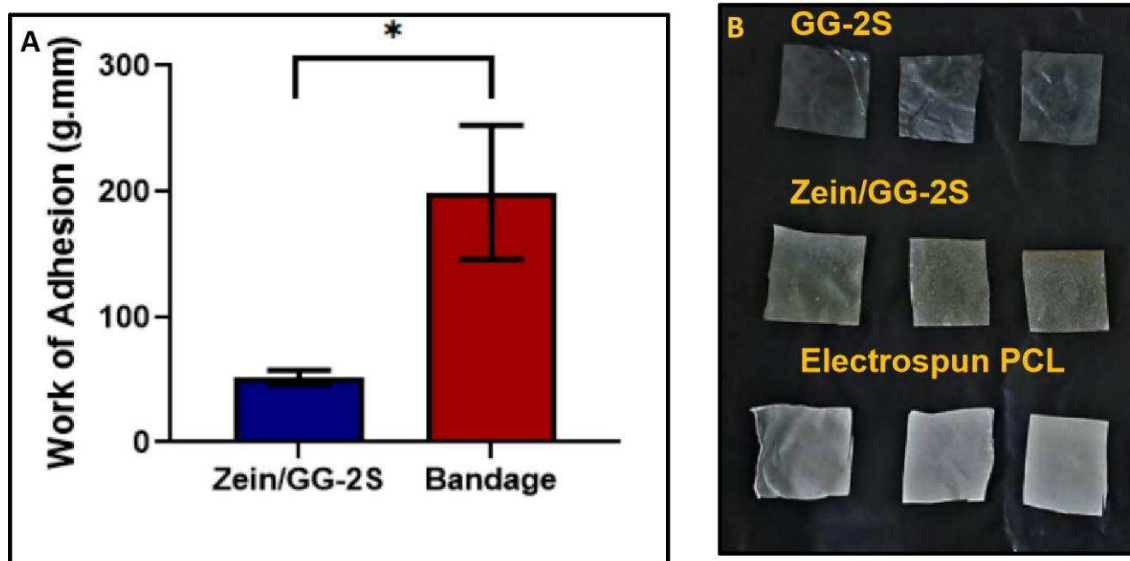 A
*
Work of Adhesion (g.mm)
300
200
100
0
Zein/GG-2S
Bandage
B
GG-2S
Zein/GG-2S
Electrospun PCL